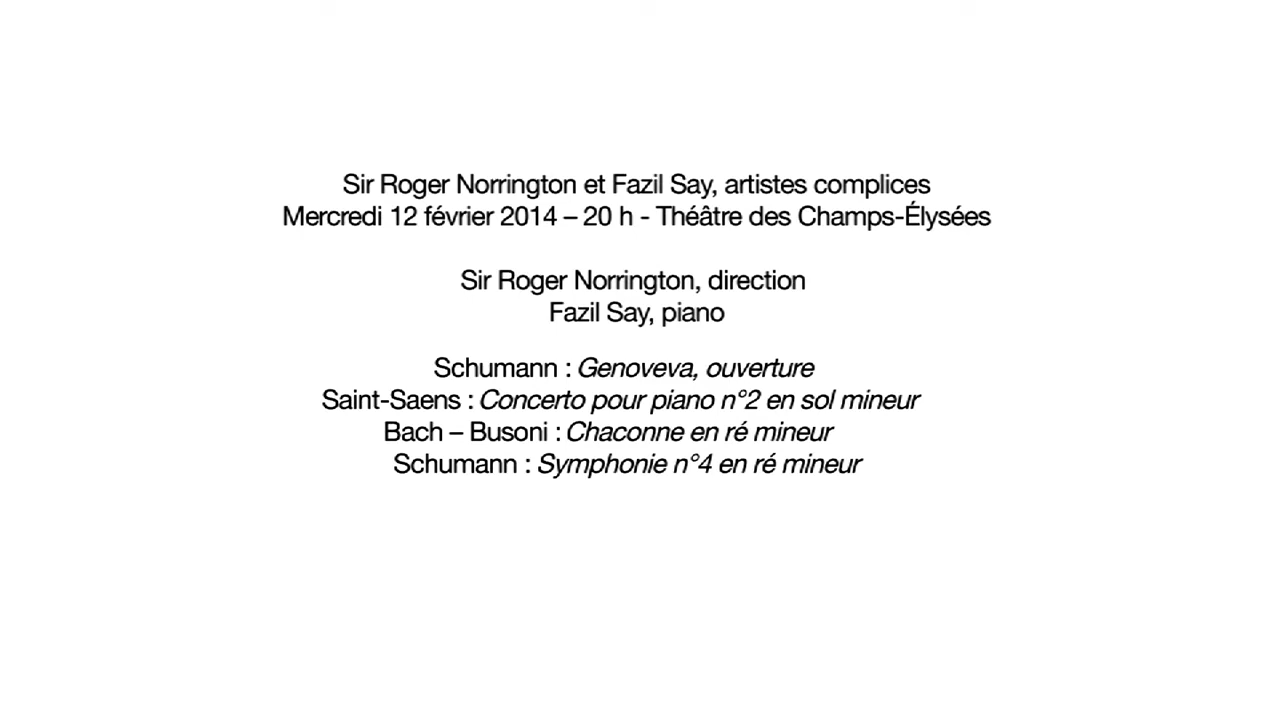 Sir Roger Norrington et Fazil Say, artistes complices
Mercredi 12 février 2014 – 20 h - Théâtre des Champs-Élysées
Sir Roger Norrington, direction
Fazil Say, piano
Schumann : Genoveva, ouverture
Saint-Saens : Concerto pour piano n°2 en sol mineur
Bach – Busoni : Chaconne en ré mineur
Schumann : Symphonie n°4 en ré mineur